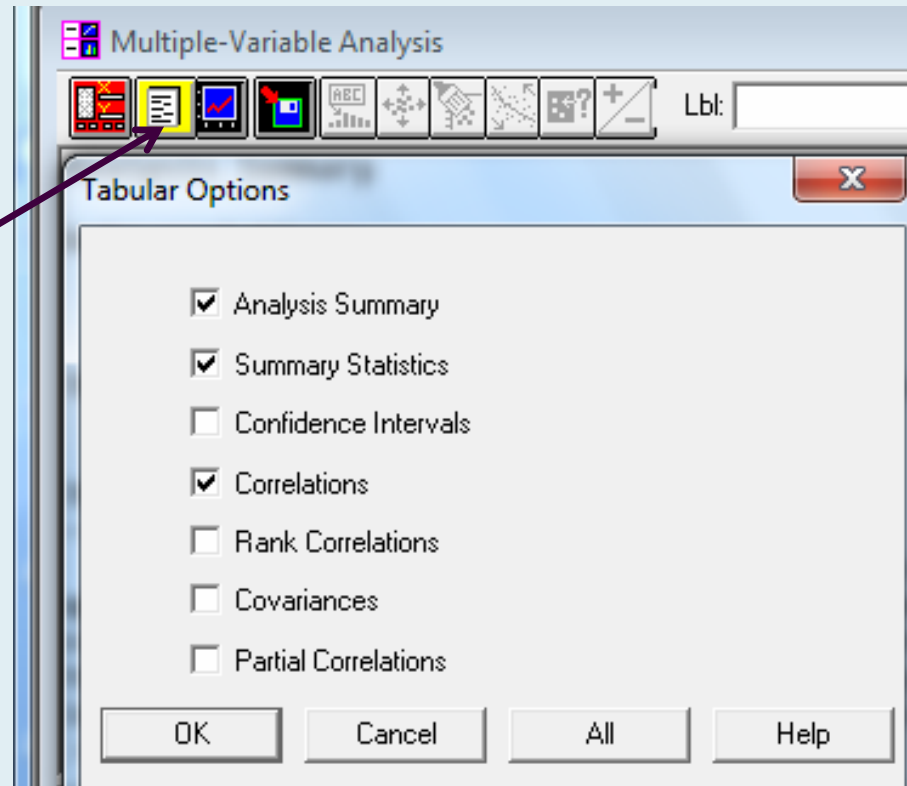 Multiple-Variable Analysis
ABC
?
+
−
Lbl:
Tabular Options
Analysis Summary
Summary Statistics
Confidence Intervals
Correlations
Rank Correlations
Covariances
Partial Correlations
OK Cancel All Help